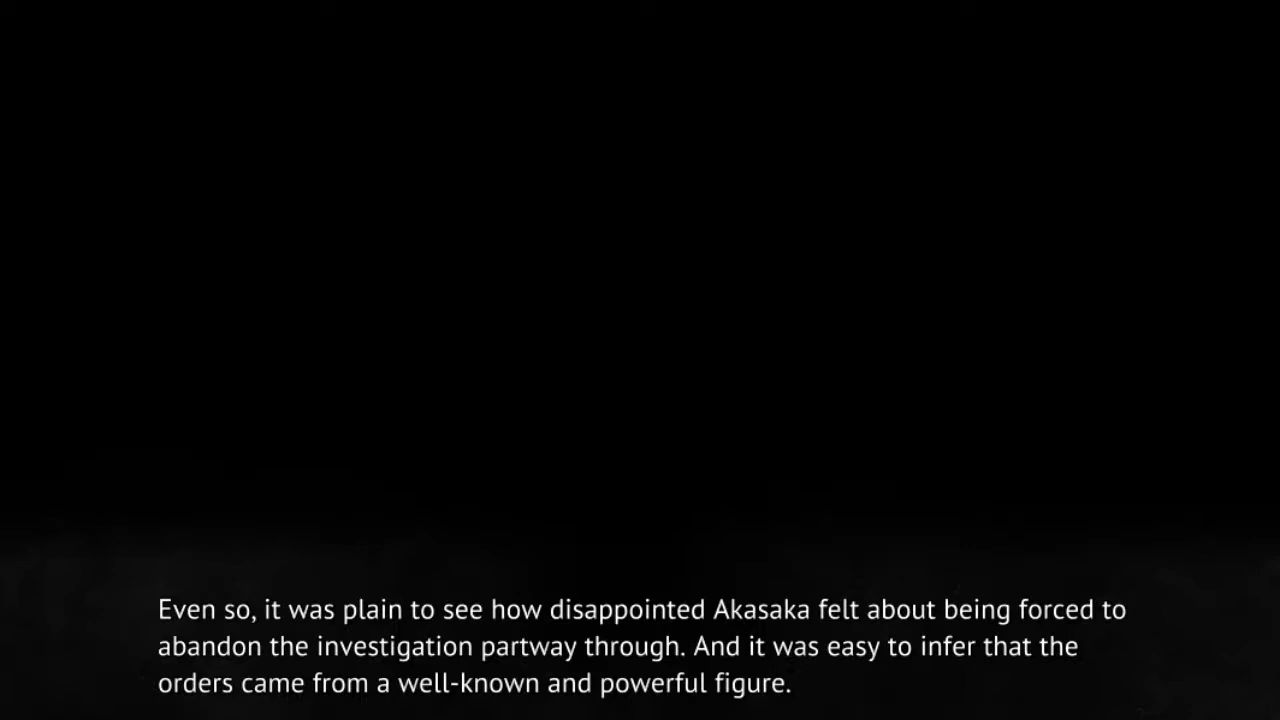 Even so, it was plain to see how disappointed Akasaka felt about being forced to
abandon the investigation partway through. And it was easy to infer that the
orders came from a well-known and powerful figure.